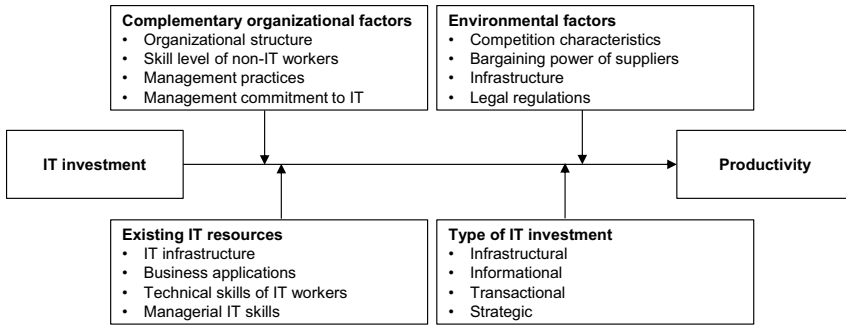 Complementary organizational factors
• Organizational structure
• Skill level of non-IT workers
• Management practices
• Management commitment to IT
Environmental factors
• Competition characteristics
• Bargaining power of suppliers
• Infrastructure
• Legal regulations
IT investment
Productivity
Existing IT resources
• IT infrastructure
• Business applications
• Technical skills of IT workers
• Managerial IT skills
Type of IT investment
• Infrastructural
• Informational
• Transactional
• Strategic